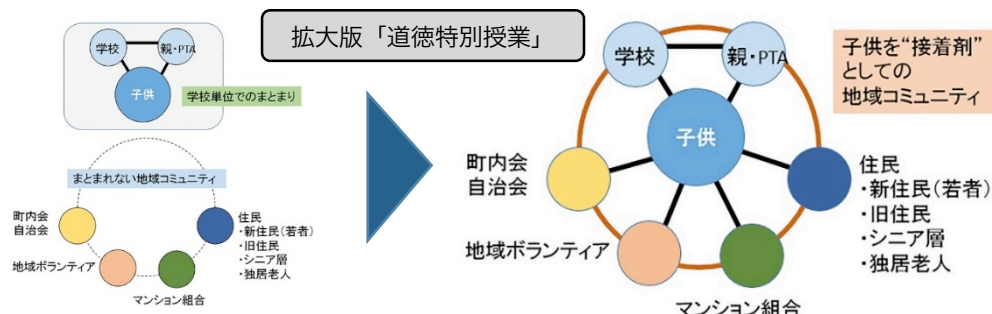 拡大版「道徳特別授業」
学校
親・PTA
子供
学校単位でのまとまり
まとまれない地域コミュニティ
町内会
自治会
地域ボランティア
マンション組合
住民
・新住民(若者)
・旧住民
・シニア層
・独居老人
学校
親・PTA
子供
子供を“接着剤”
としての
地域コミュニティ
町内会
自治会
地域ボランティア
マンション組合
住民
・新住民(若者)
・旧住民
・シニア層
・独居老人